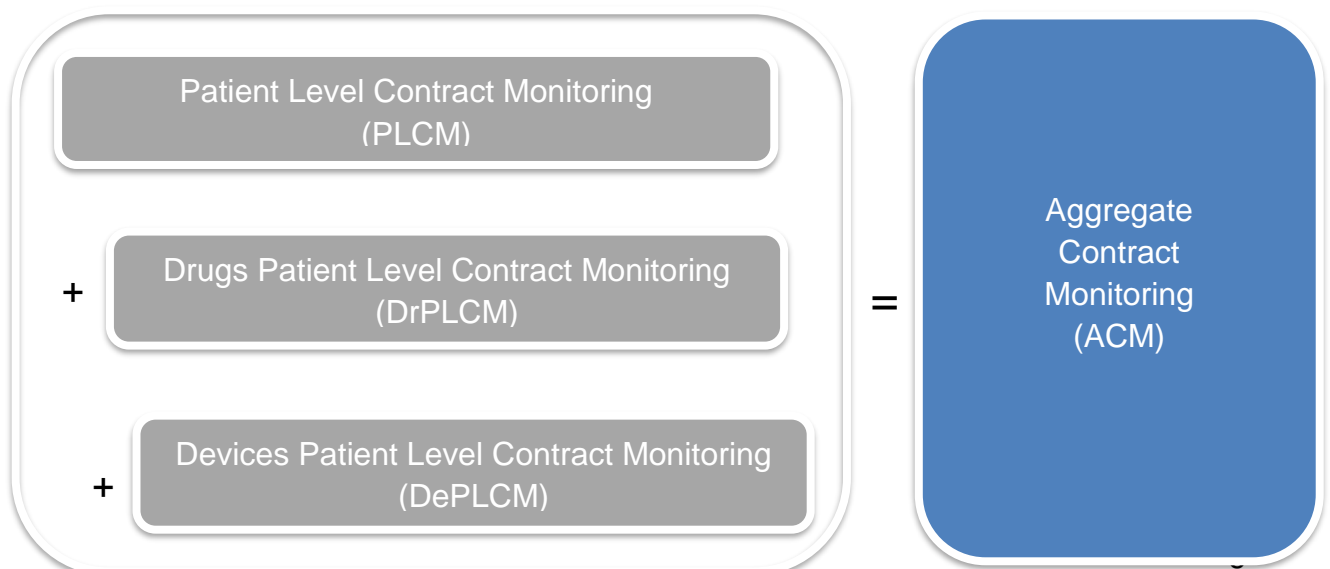 Patient Level Contract Monitoring
(PLCM)
+
Drugs Patient Level Contract Monitoring
(DrPLCM)
+
Devices Patient Level Contract Monitoring
(DePLCM)
=
Aggregate
Contract
Monitoring
(ACM)